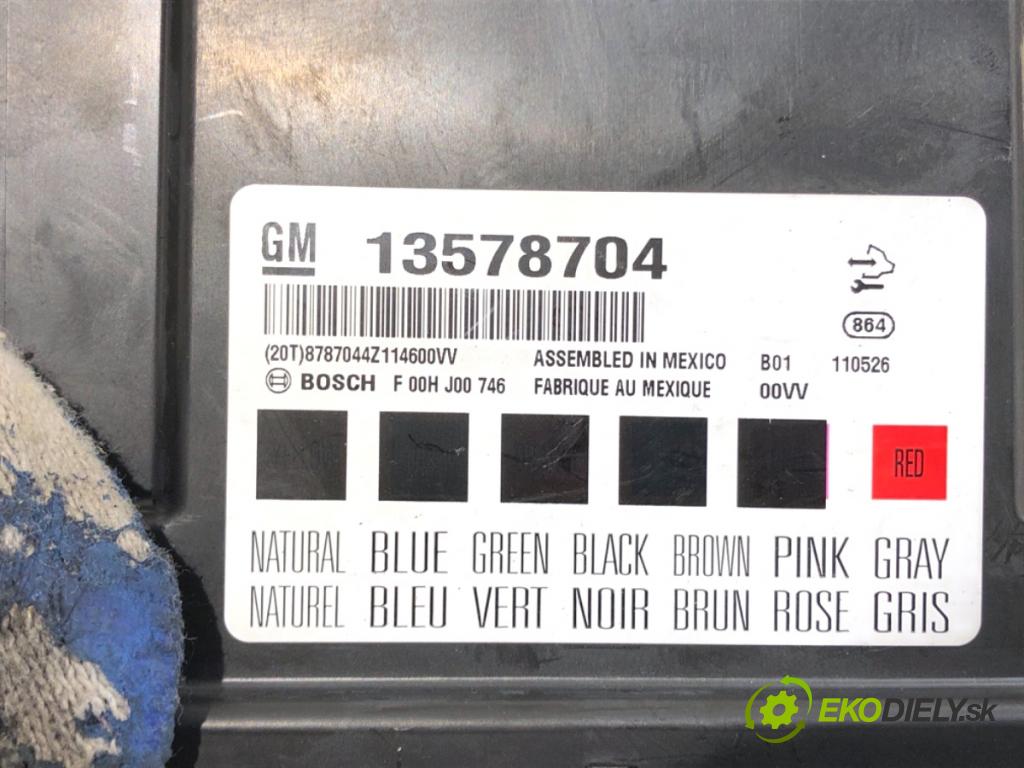 GM 13578704
864
(20T)8787044Z114600VV ASSEMBLED IN MEXICO B01 110526
BOSCH F 00H J00 746 FABRIQUE AU MEXIQUE 00VV
RED
NATURAL BLUE GREEN BLACK BROWN PINK GRAY
NATUREL BLEU VERT NOIR BRUN ROSE GRIS
EKODIELY.sk